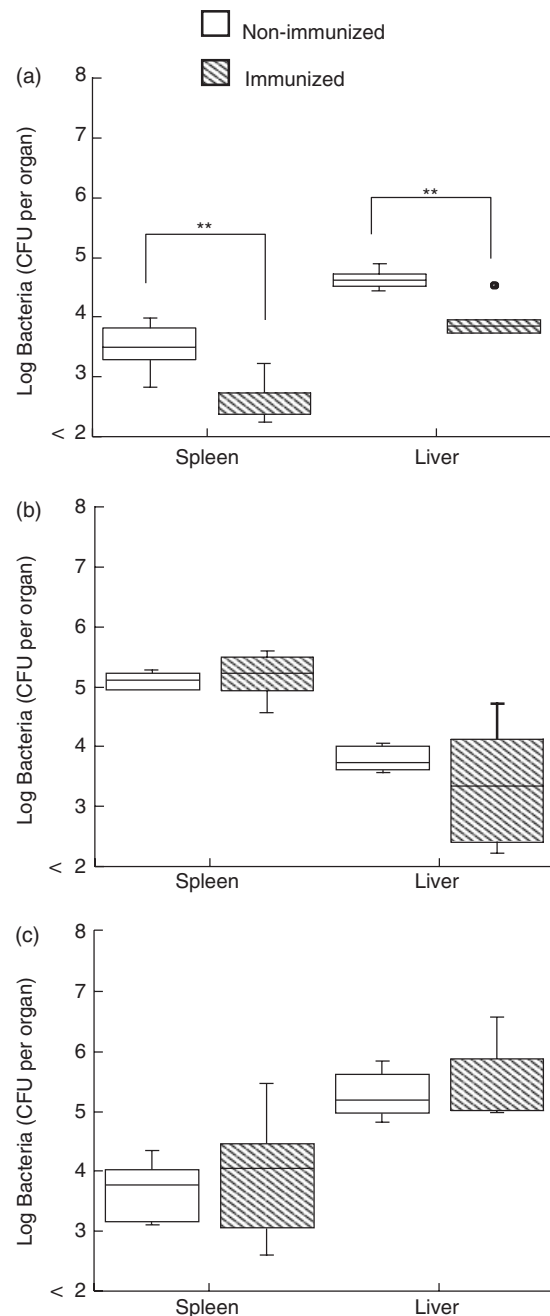 Non-immunized
Immunized
(a)
Log Bacteria (CFU per organ)
8
7
6
5
4
3
< 2
**
**
Spleen Liver
(b)
Log Bacteria (CFU per organ)
8
7
6
5
4
3
< 2
Spleen Liver
(c)
Log Bacteria (CFU per organ)
8
7
6
5
4
3
< 2
Spleen Liver